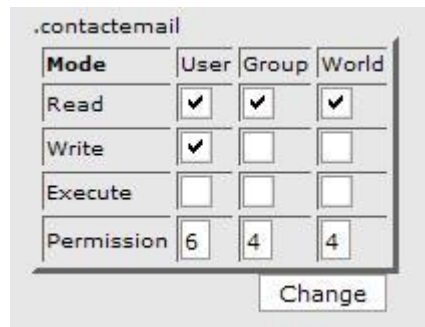 .contactemail
Mode User Group World
Read
Write
Execute
Permission 6 4 4
Change